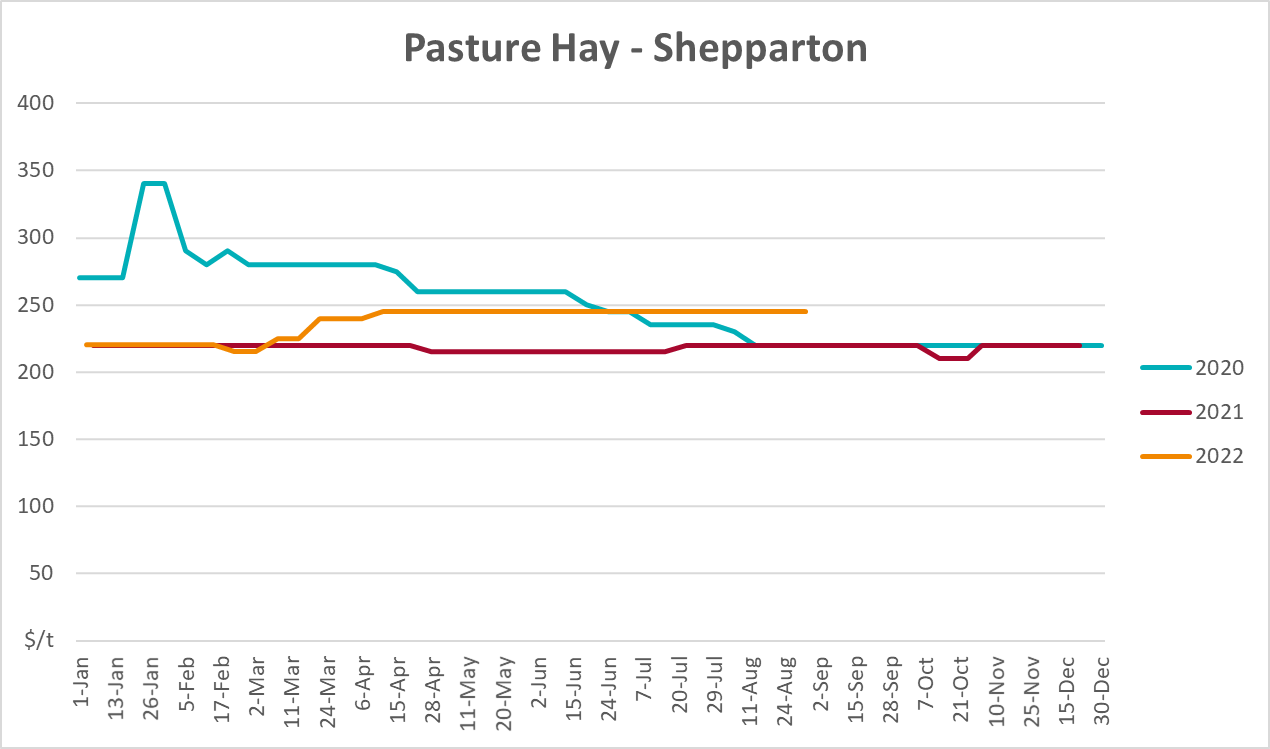 Pasture Hay - Shepparton
400
350
300
250
200
150
100
50
$/t
1-Jan
13-Jan
26-Jan
5-Feb
17-Feb
2-Mar
11-Mar
24-Mar
6-Apr
15-Apr
28-Apr
11-May
20-May
2-Jun
15-Jun
24-Jun
7-Jul
20-Jul
29-Jul
11-Aug
24-Aug
2-Sep
15-Sep
28-Sep
7-Oct
21-Oct
10-Nov
25-Nov
15-Dec
30-Dec
2020
2021
2022